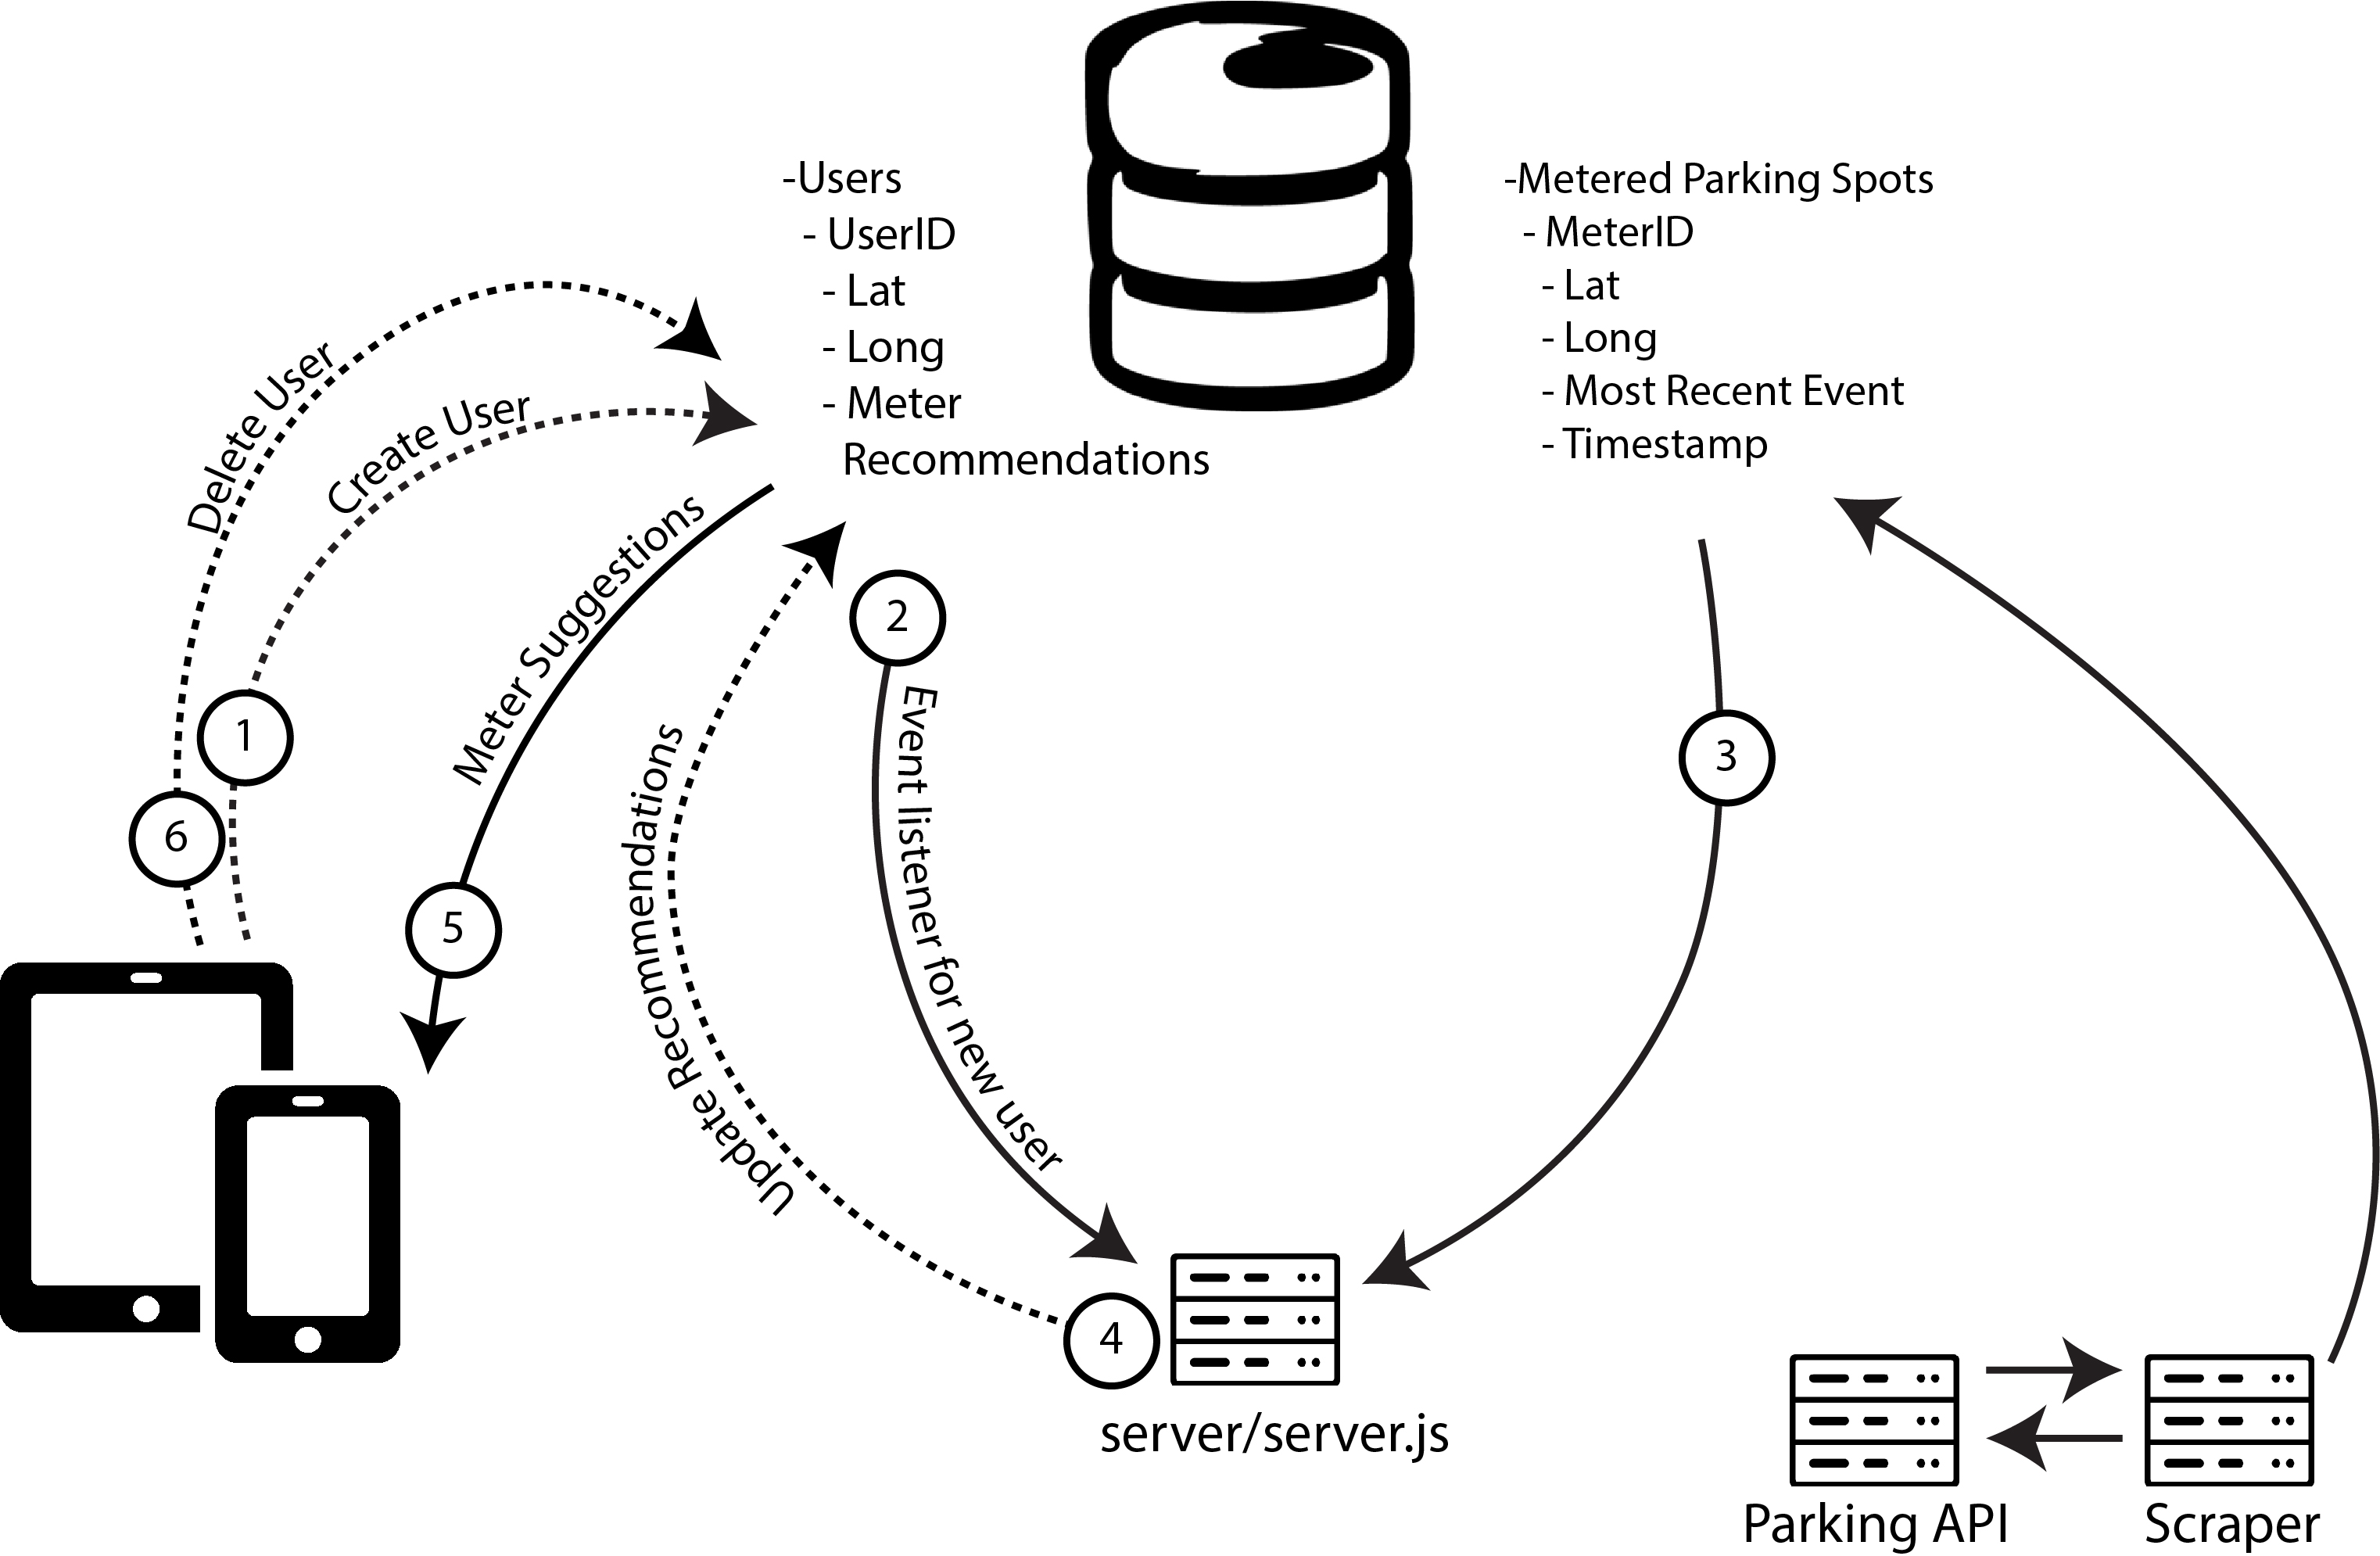 -Users
- UserID
- Lat
- Long
- Meter
Recommendations
-Metered Parking Spots
- MeterID
- Lat
- Long
- Most Recent Event
- Timestamp
Delete User
Create User
Meter Suggestions
Update Recommendations
Event listener for new user
1
2
3
4
5
6
server/server.js
Parking API
Scraper